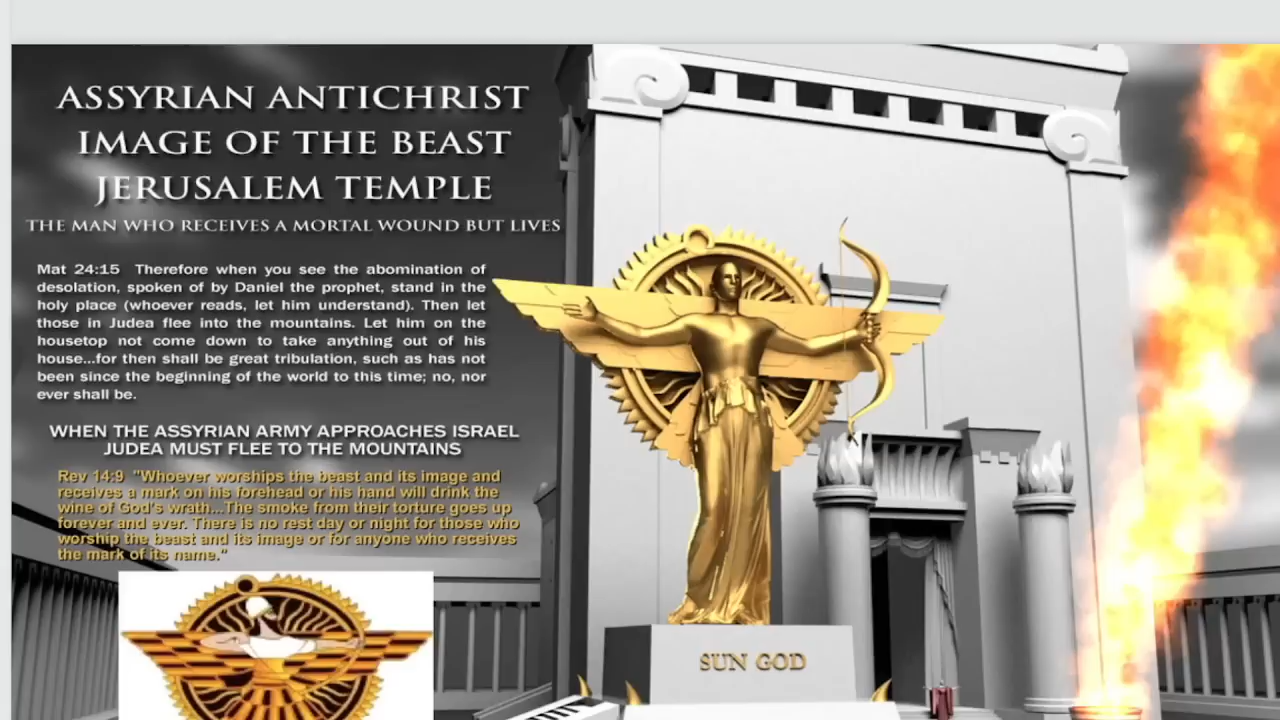 ASSYRIAN ANTICHRIST
IMAGE OF THE BEAST
JERUSALEM TEMPLE
THE MAN WHO RECEIVES A MORTAL WOUND BUT LIVES
Mat 24:15 Therefore when you see the abomination of
desolation, spoken of by Daniel the prophet, stand in the
holy place (whoever reads, let him understand). Then let
those in Judea flee into the mountains. Let him on the
housetop not come down to take anything out of his
house...for then shall be great tribulation, such as has not
been since the beginning of the world to this time; no, nor
ever shall be.
WHEN THE ASSYRIAN ARMY APPROACHES ISRAEL
JUDEA MUST FLEE TO THE MOUNTAINS
Rev 14:9 "Whoever worships the beast and its image and
receives a mark on his forehead or his hand will drink the
wine of God's wrath...The smoke from their torture goes up
forever and ever. There is no rest day or night for those who
worship the beast and its image or for anyone who receives
the mark of its name."
SUN GOD